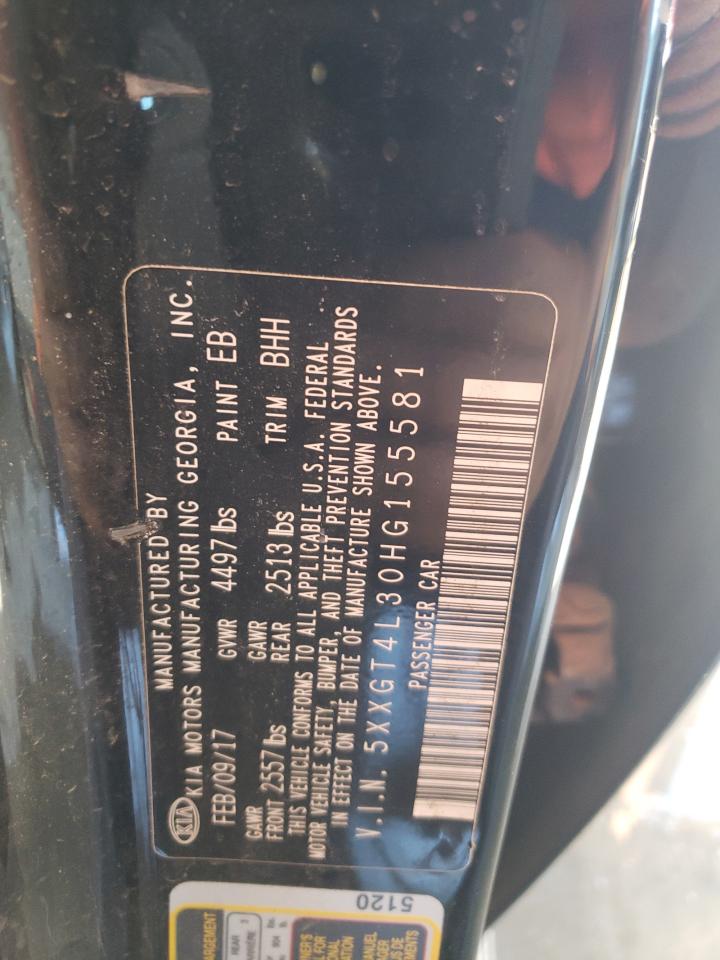 MANUFACTURED BY
KIA KIA MOTORS MANUFACTURING GEORGIA, INC.
FEB/09/17 GVWR 4497 lbs PAINT EB
GAWR GAWR
FRONT 2557 lbs REAR 2513 lbs TRIM BHH
THIS VEHICLE CONFORMS TO ALL APPLICABLE U.S.A. FEDERAL
MOTOR VEHICLE SAFETY, BUMPER, AND THEFT PREVENTION STANDARDS
IN EFFECT ON THE DATE OF MANUFACTURE SHOWN ABOVE.
V.I.N. 5XXGT4L30HG155581
PASSENGER CAR
5120
REAR